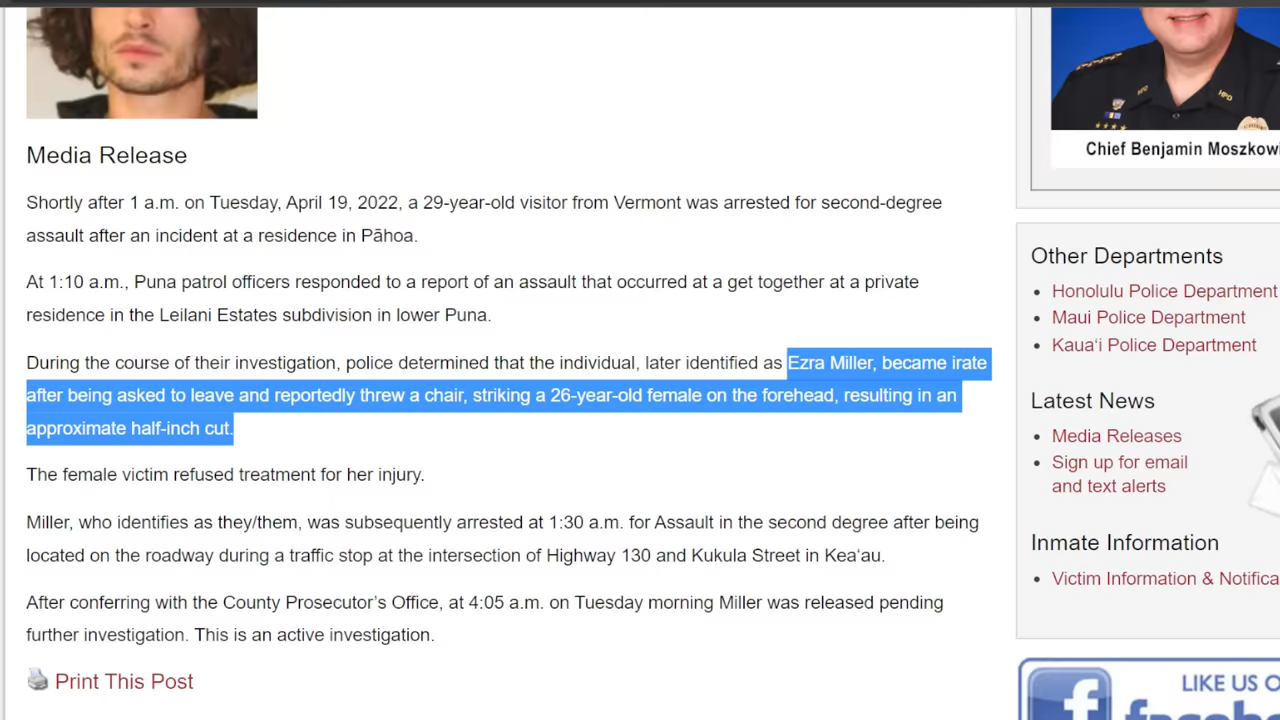 Media Release
Shortly after 1 a.m. on Tuesday, April 19, 2022, a 29-year-old visitor from Vermont was arrested for second-degree
assault after an incident at a residence in Pāhoa.
At 1:10 a.m., Puna patrol officers responded to a report of an assault that occurred at a get together at a private
residence in the Leilani Estates subdivision in lower Puna.
During the course of their investigation, police determined that the individual, later identified as Ezra Miller, became irate
after being asked to leave and reportedly threw a chair, striking a 26-year-old female on the forehead, resulting in an
approximate half-inch cut.
The female victim refused treatment for her injury.
Miller, who identifies as they/them, was subsequently arrested at 1:30 a.m. for Assault in the second degree after being
located on the roadway during a traffic stop at the intersection of Highway 130 and Kukula Street in Keaʻau.
After conferring with the County Prosecutor’s Office, at 4:05 a.m. on Tuesday morning Miller was released pending
further investigation. This is an active investigation.
Print This Post
HPD HPD
Chief Benjamin Moszkowi
Other Departments
Honolulu Police Department
Maui Police Department
Kauaʻi Police Department
Latest News
Media Releases
Sign up for email
and text alerts
Inmate Information
Victim Information & Notifica
LIKE US O
f facebo